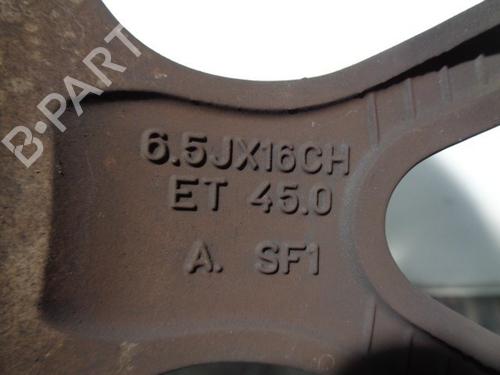 B-PART
6.5JX16CH
ET 45.0
A. SF1